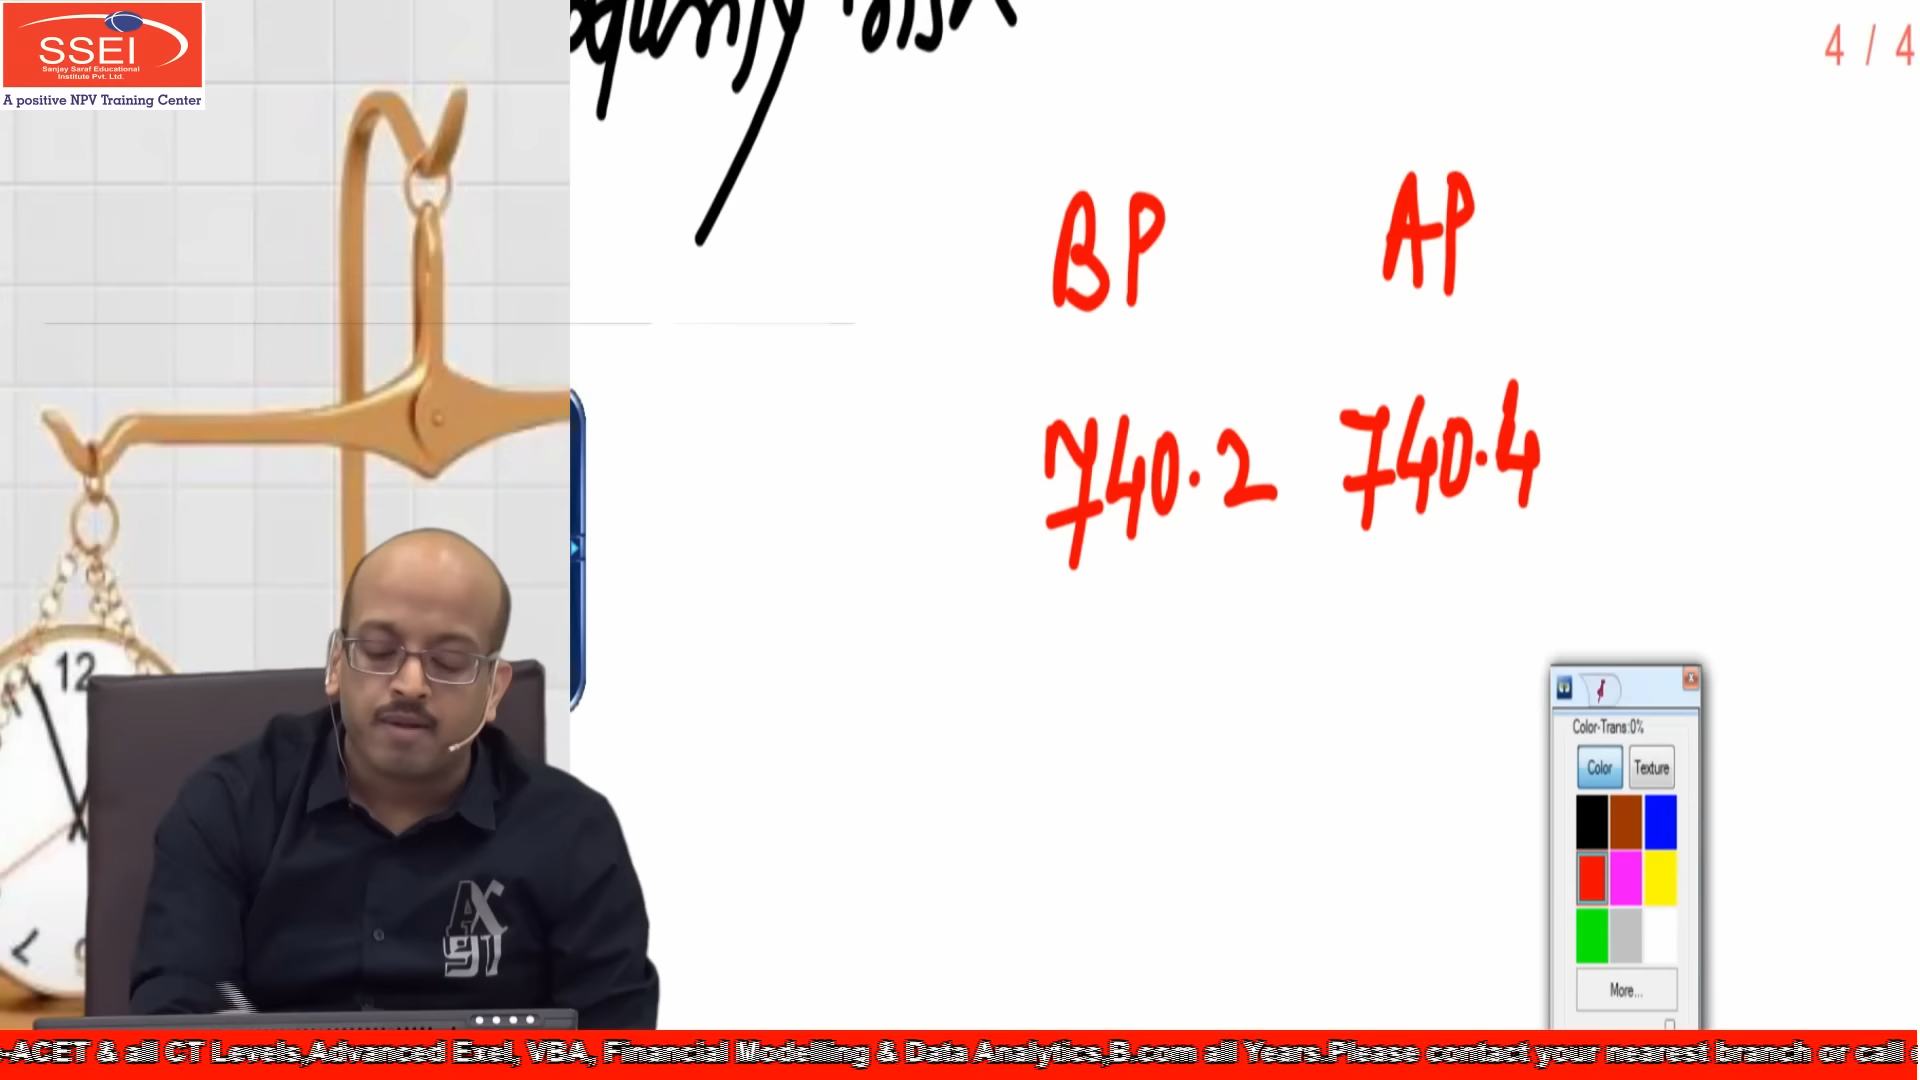 SSEI
Sanjay Saraf Educational
Institute Pvt. Ltd.
A positive NPV Training Center
4 / 4
BP AP
740.2 740.4
12
Color-Trans:0%
Color Texture
More...
-ACET & all CT Levels,Advanced Exel, VBA, Financial Modelling & Data Analytics,B.com all Years.Please contact your nearest branch or call